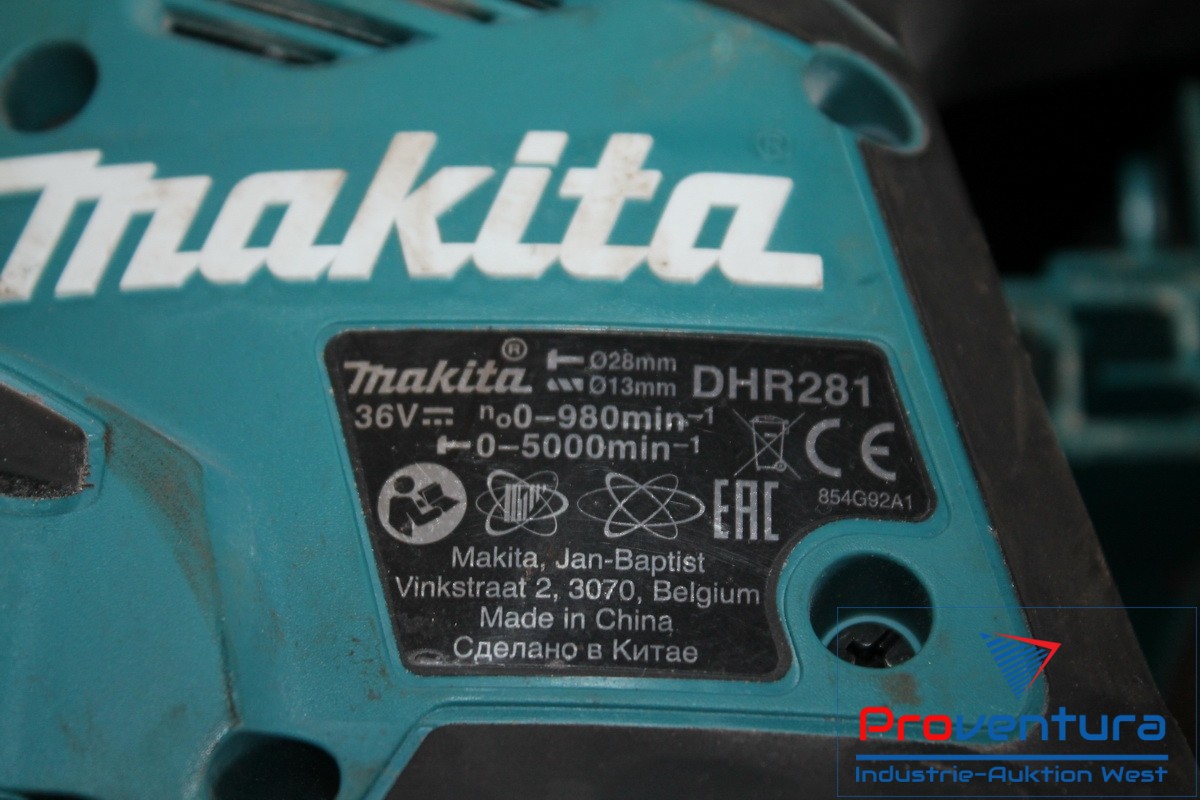 makita ®
makita ® Ø28mm
Ø13mm DHR281
36V⎓ n₀0–980min⁻¹
0–5000min⁻¹
CE
854G92A1
EAC
Makita, Jan-Baptist
Vinkstraat 2, 3070, Belgium
Made in China
Сделано в Китае
Proventura
Industrie-Auktion West